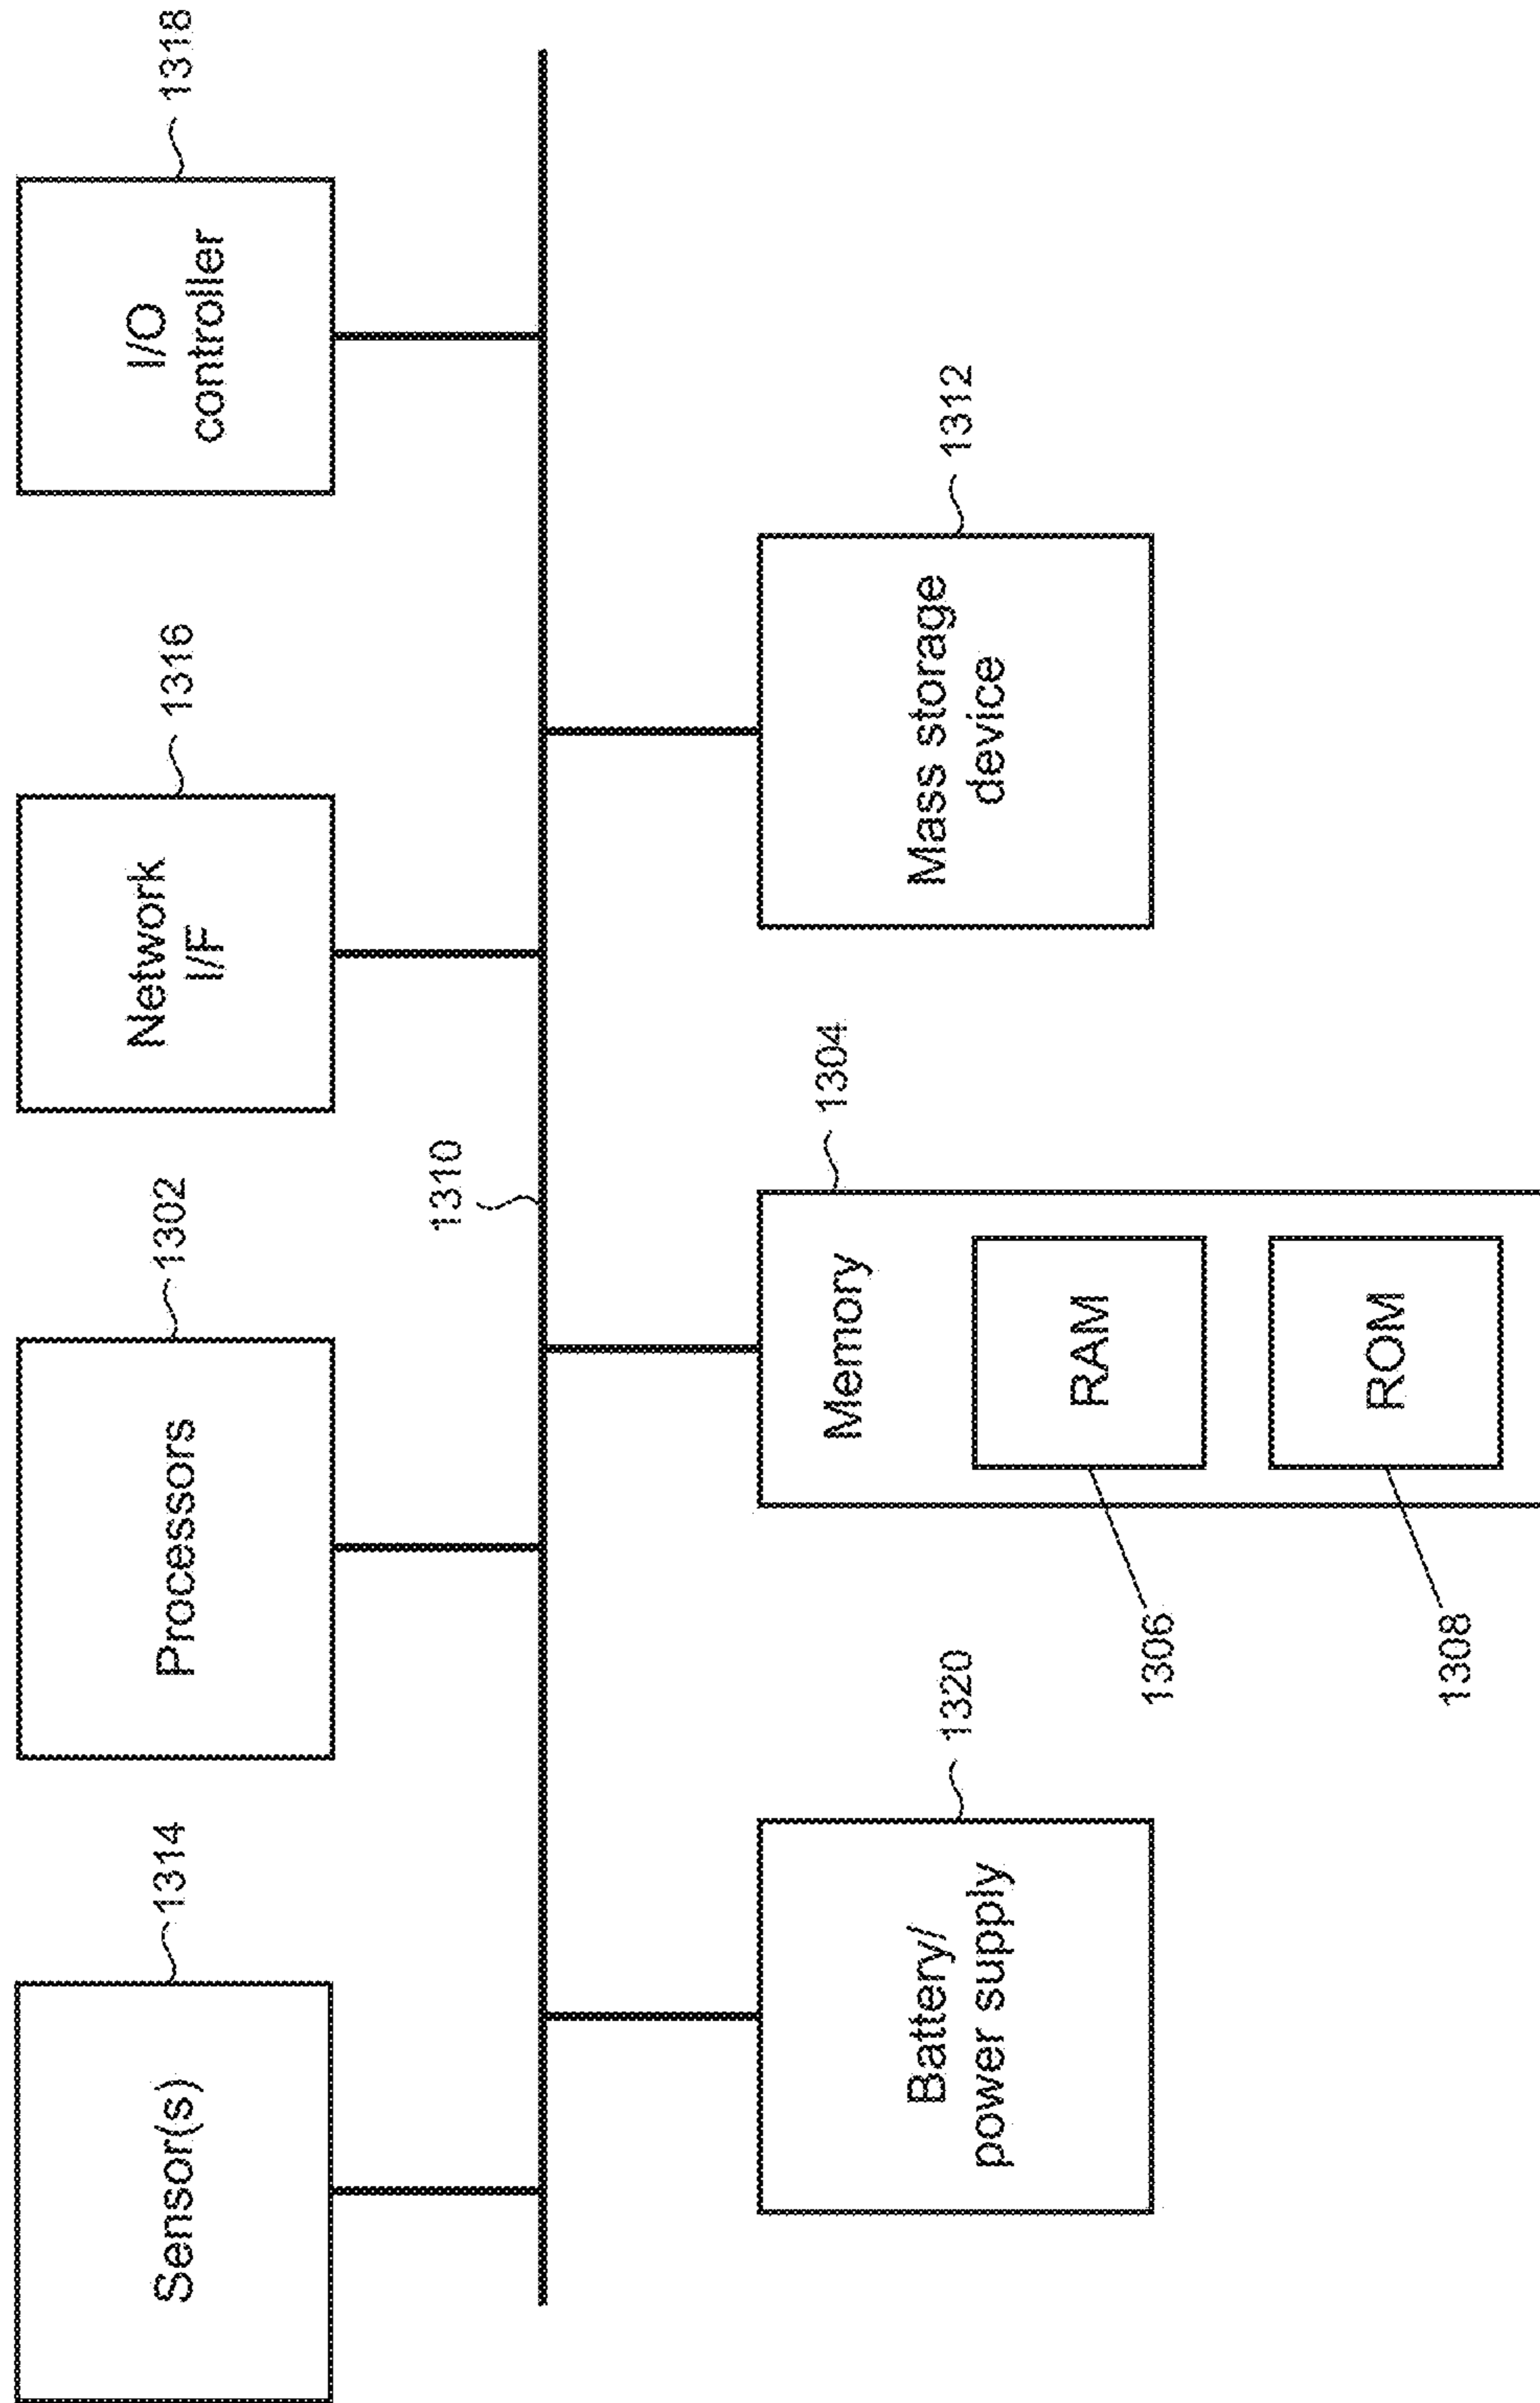 Sensor(s)
1314
Processors
1302
Network
I/F
1316
I/O
controller
1318
1310
Battery/
power supply
1320
Memory
1304
RAM
1306
ROM
1308
Mass storage
device
1312